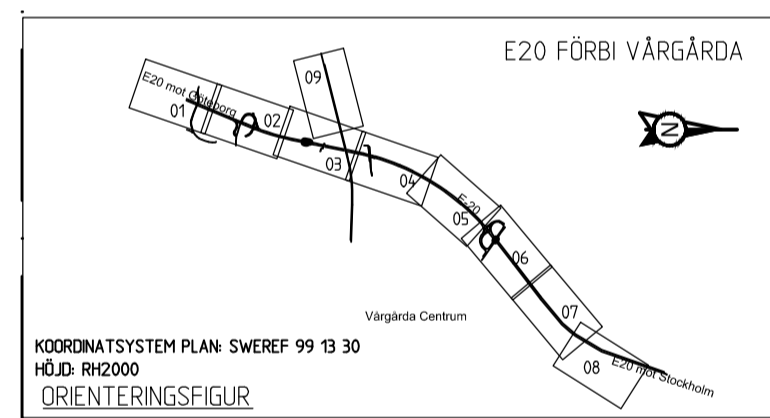 E20 FÖRBI VÅRGÅRDA
E20 mot Göteborg
01
02
09
N
03
04
E-20
05
06
07
Vårgårda Centrum
08
E20 mot Stockholm
KOORDINATSYSTEM PLAN: SWEREF 99 13 30
HÖJD: RH2000
ORIENTERINGSFIGUR